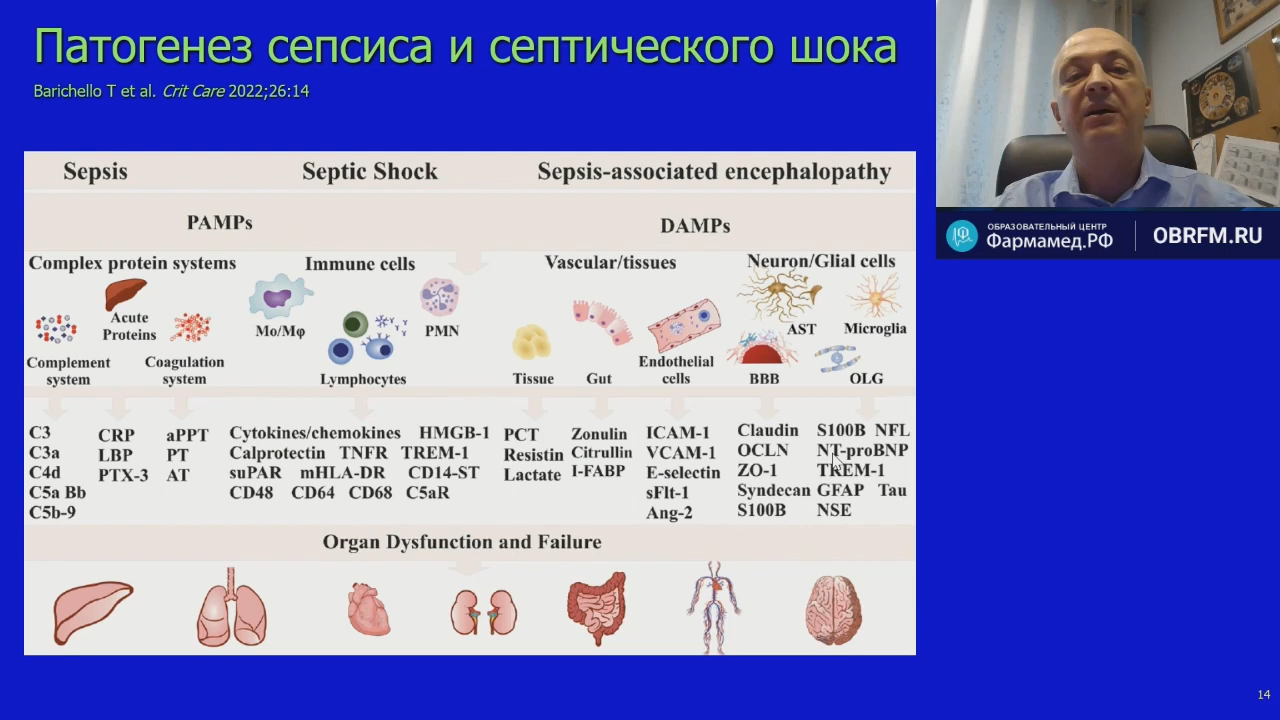 Патогенез сепсиса и септического шока
Barichello T et al. Crit Care 2022;26:14
ОБРАЗОВАТЕЛЬНЫЙ ЦЕНТР
Фармамед.РФ
OBRFM.RU
Sepsis
Septic Shock
Sepsis-associated encephalopathy
PAMPs
DAMPs
Complex protein systems
Immune cells
Vascular/tissues
Neuron/Glial cells
Acute
Proteins
Complement
system
Coagulation
system
Mo/Mφ
PMN
Lymphocytes
Tissue
Gut
Endothelial
cells
AST
Microglia
BBB
OLG
C3
C3a
C4d
C5a Bb
C5b-9
CRP
LBP
PTX-3
aPPT
PT
AT
Cytokines/chemokines HMGB-1
Calprotectin TNFR TREM-1
suPAR mHLA-DR CD14-ST
CD48 CD64 CD68 C5aR
PCT
Resistin
Lactate
Zonulin
Citrullin
I-FABP
ICAM-1
VCAM-1
E-selectin
sFlt-1
Ang-2
Claudin
OCLN
ZO-1
Syndecan
S100B
S100B NFL
NT-proBNP
TREM-1
GFAP Tau
NSE
Organ Dysfunction and Failure
14